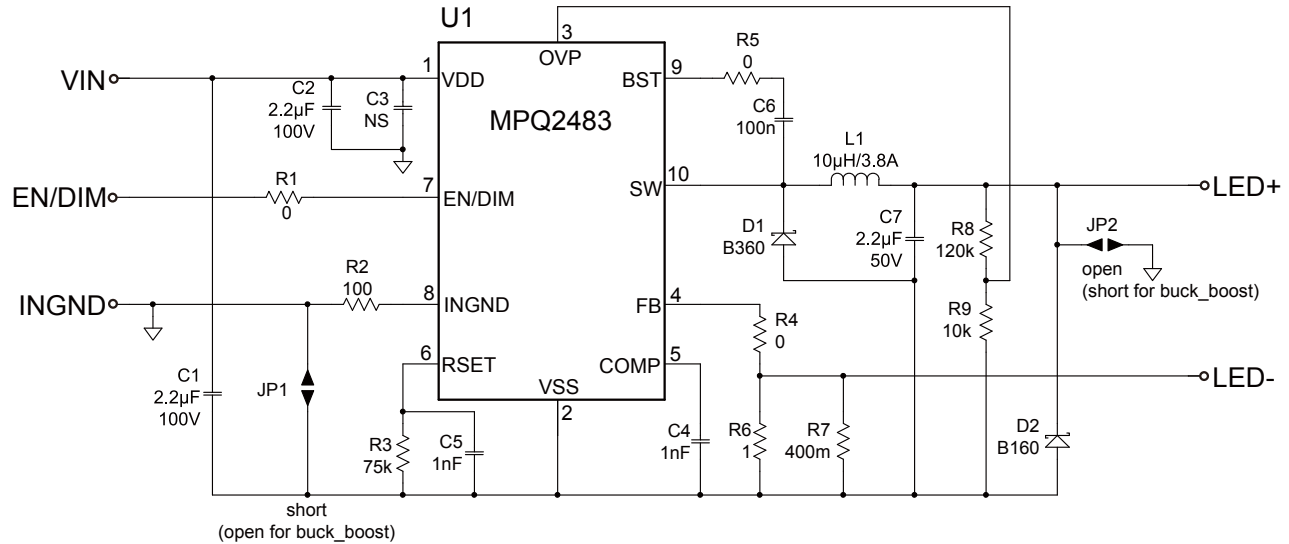 U1
3
OVP
VIN
1
VDD
C2
2.2µF
100V
C3
NS
MPQ2483
BST
9
R5
0
C6
100n
L1
10µH/3.8A
EN/DIM
R1
0
7
EN/DIM
SW
10
LED+
D1
B360
C7
2.2µF
50V
R8
120k
JP2
open
(short for buck_boost)
INGND
R2
100
8
INGND
FB
4
R4
0
R9
10k
6
RSET
COMP
5
VSS
2
LED-
C1
2.2µF
100V
JP1
R3
75k
C5
1nF
C4
1nF
R6
1
R7
400m
D2
B160
short
(open for buck_boost)